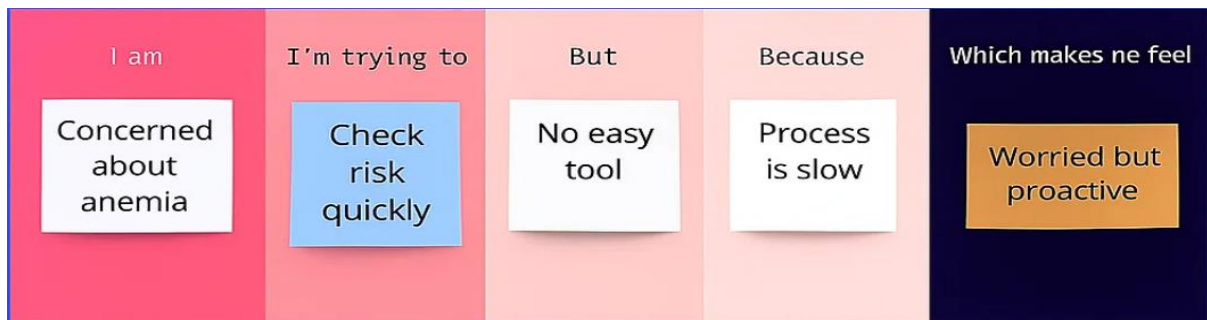 I am
Concerned
about
anemia
I'm trying to
Check
risk
quickly
But
No easy
tool
Because
Process
is slow
Which makes ne feel
Worried but
proactive